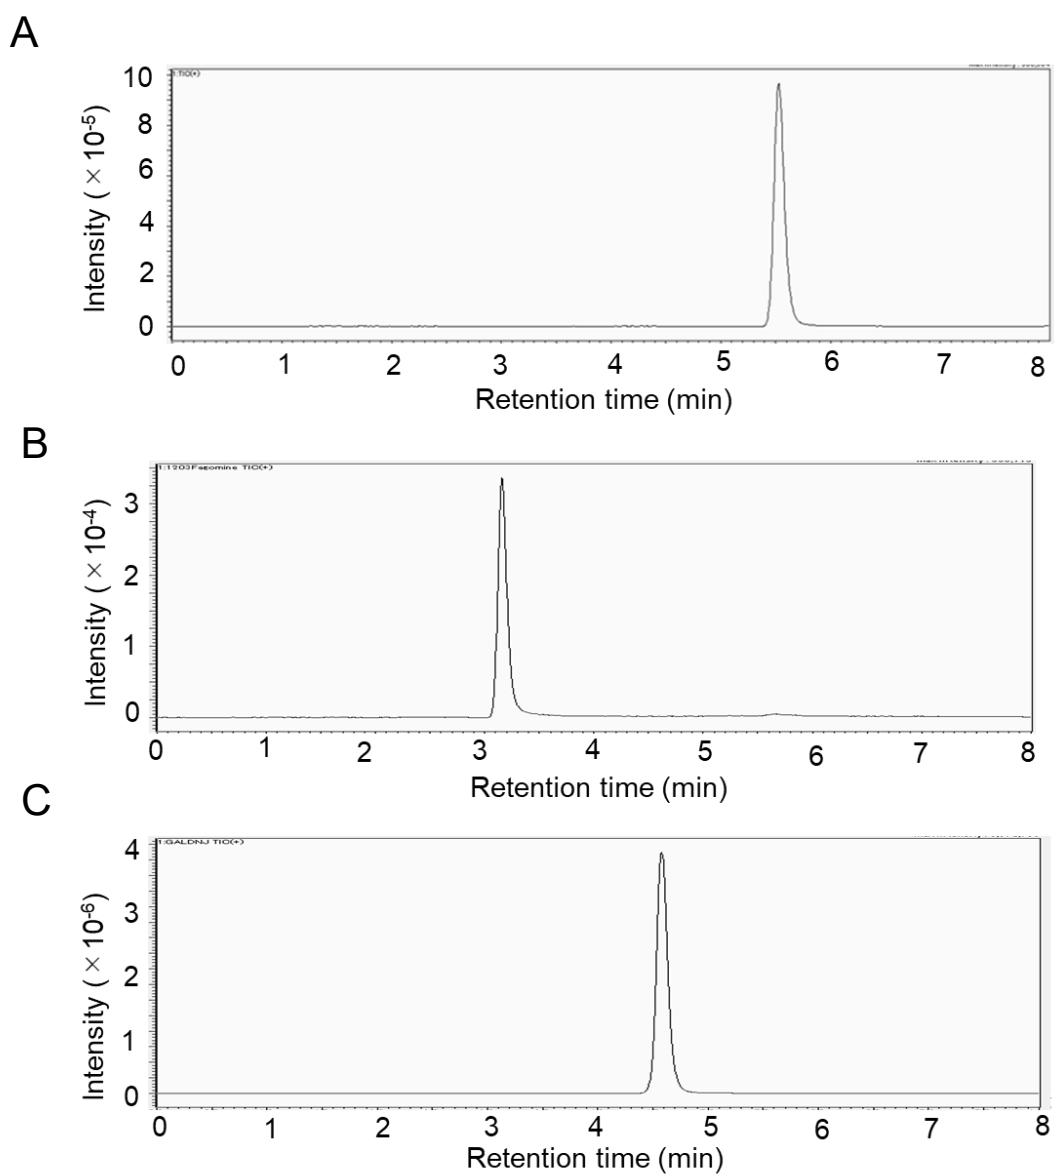 A
1:TIC(+)
10
8
6
4
2
0
Intensity ( × 10-5)
0 1 2 3 4 5 6 7 8
Retention time (min)
B
1:1203Fagomine TIC(+)
3
2
1
0
Intensity ( × 10-4)
0 1 2 3 4 5 6 7 8
Retention time (min)
C
1:GALDNJ TIC(+)
4
3
2
1
0
Intensity ( × 10-6)
0 1 2 3 4 5 6 7 8
Retention time (min)